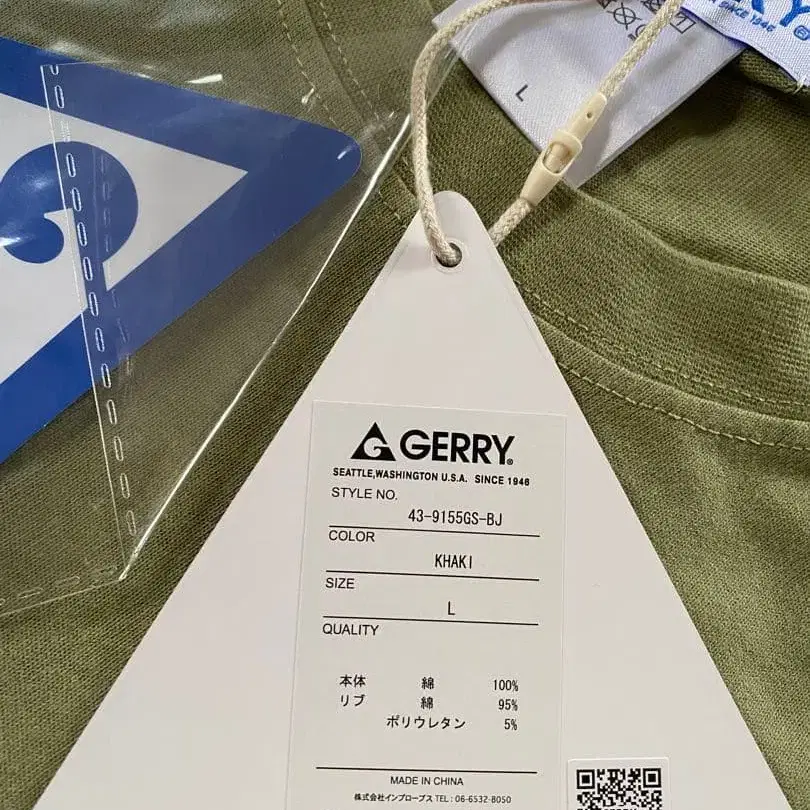 L
SINCE 1946
GERRY®
SEATTLE,WASHINGTON U.S.A. SINCE 1946
STYLE NO.
43-9155GS-BJ
COLOR
KHAKI
SIZE
L
QUALITY
本体 綿 100%
リブ 綿 95%
ポリウレタン 5%
MADE IN CHINA
株式会社インプローブス TEL : 06-6532-8050